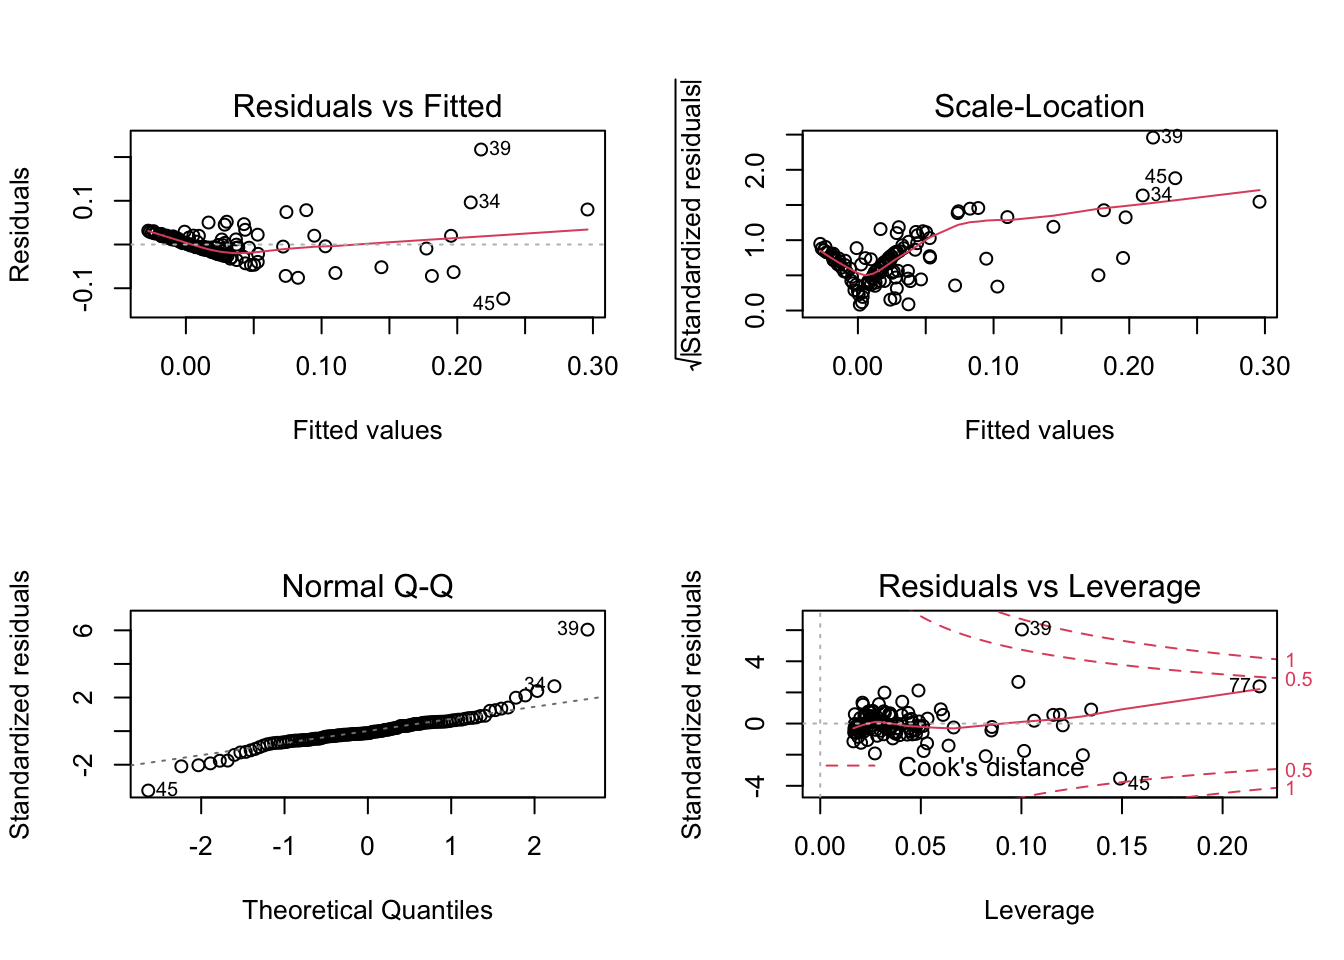 Residuals vs Fitted
Residuals
0.1
-0.1
39
34
45
0.00 0.10 0.20 0.30
Fitted values
Scale-Location
√|Standardized residuals|
2.0
1.0
0.0
39
45
34
0.00 0.10 0.20 0.30
Fitted values
Normal Q-Q
Standardized residuals
6
2
-2
39
34
45
-2 -1 0 1 2
Theoretical Quantiles
Residuals vs Leverage
Standardized residuals
4
0
-4
39
77
45
Cook's distance
1
0.5
0.5
1
0.00 0.05 0.10 0.15 0.20
Leverage